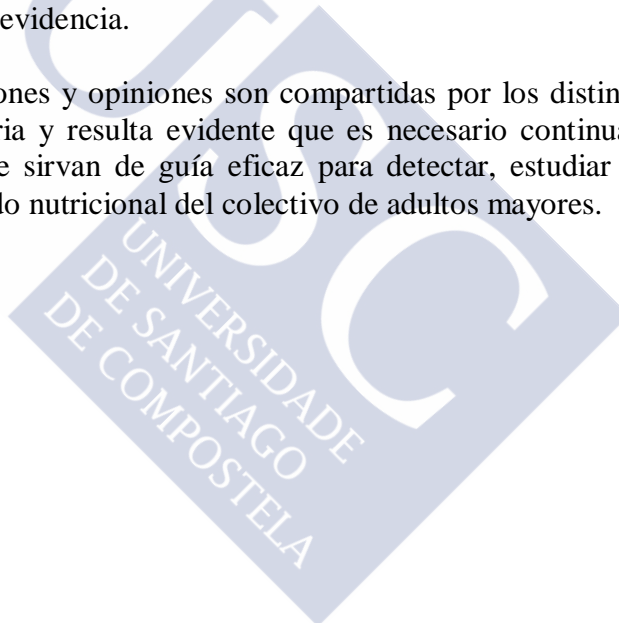 evidencia.
ones y opiniones son compartidas por los distin
ria y resulta evidente que es necesario continua
e sirvan de guía eficaz para detectar, estudiar
do nutricional del colectivo de adultos mayores.
USC
UNIVERSIDADE
DE SANTIAGO
DE COMPOSTELA